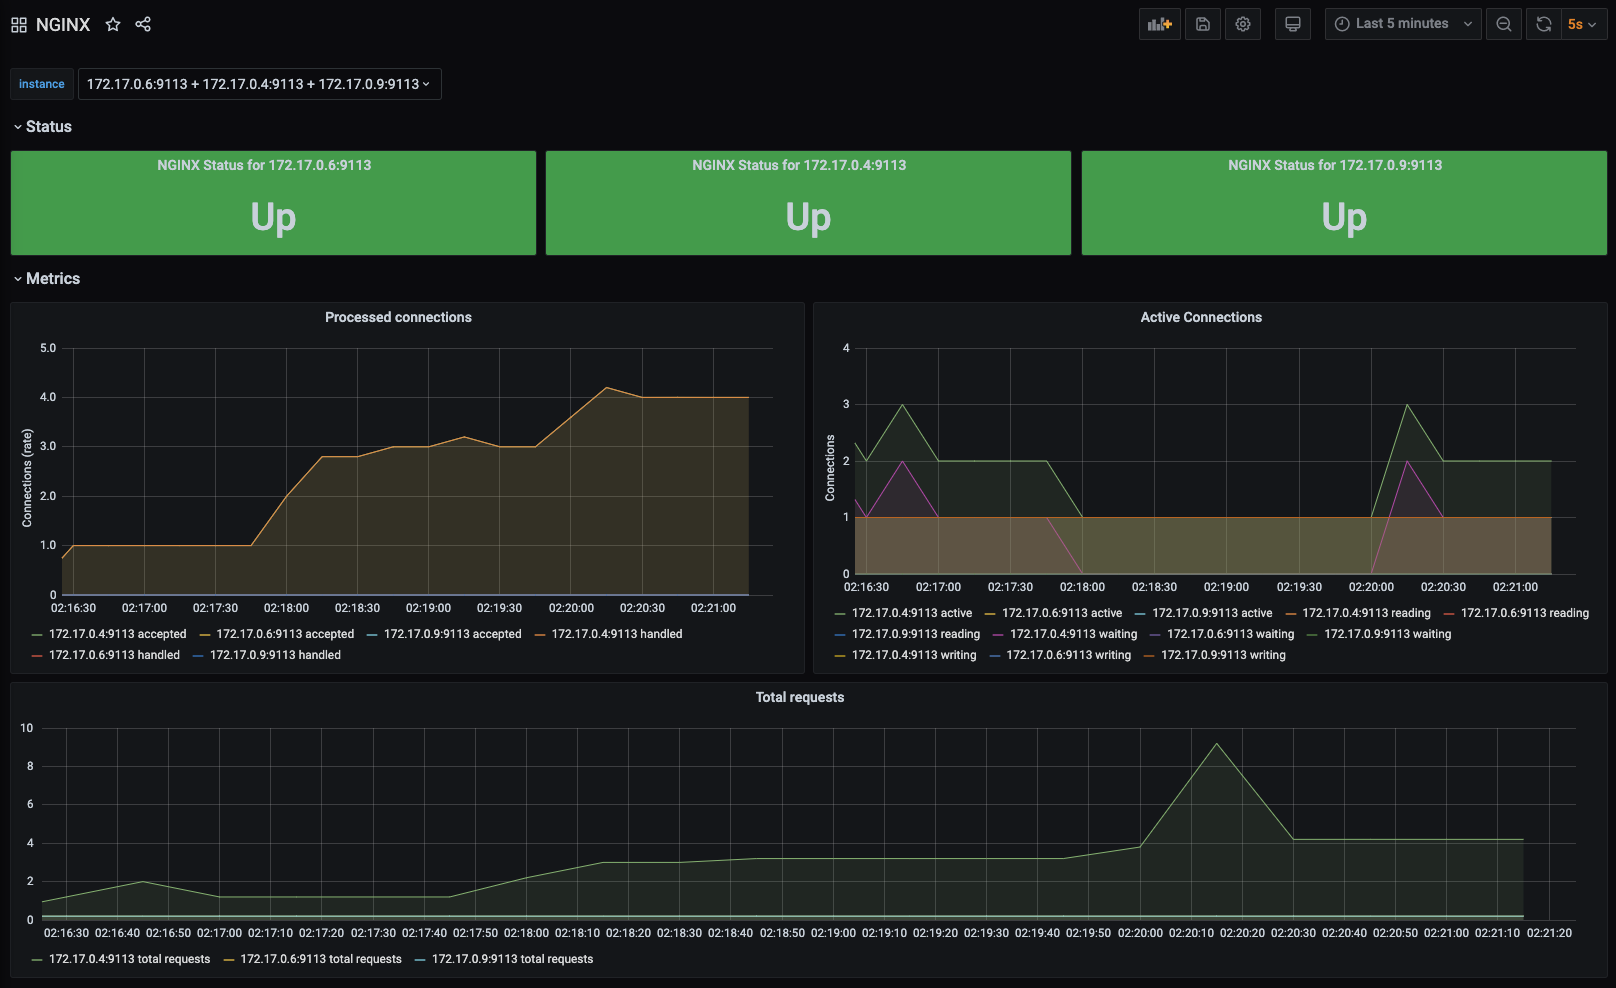 NGINX
Last 5 minutes
5s
instance
172.17.0.6:9113 + 172.17.0.4:9113 + 172.17.0.9:9113
Status
NGINX Status for 172.17.0.6:9113
Up
NGINX Status for 172.17.0.4:9113
Up
NGINX Status for 172.17.0.9:9113
Up
Metrics
Processed connections
Connections (rate)
5.0
4.0
3.0
2.0
1.0
0
02:16:30 02:17:00 02:17:30 02:18:00 02:18:30 02:19:00 02:19:30 02:20:00 02:20:30 02:21:00
172.17.0.4:9113 accepted 172.17.0.6:9113 accepted 172.17.0.9:9113 accepted 172.17.0.4:9113 handled
172.17.0.6:9113 handled 172.17.0.9:9113 handled
Active Connections
Connections
4
3
2
1
0
02:16:30 02:17:00 02:17:30 02:18:00 02:18:30 02:19:00 02:19:30 02:20:00 02:20:30 02:21:00
172.17.0.4:9113 active 172.17.0.6:9113 active 172.17.0.9:9113 active 172.17.0.4:9113 reading 172.17.0.6:9113 reading
172.17.0.9:9113 reading 172.17.0.4:9113 waiting 172.17.0.6:9113 waiting 172.17.0.9:9113 waiting
172.17.0.4:9113 writing 172.17.0.6:9113 writing 172.17.0.9:9113 writing
Total requests
10
8
6
4
2
0
02:16:30 02:16:40 02:16:50 02:17:00 02:17:10 02:17:20 02:17:30 02:17:40 02:17:50 02:18:00 02:18:10 02:18:20 02:18:30 02:18:40 02:18:50 02:19:00 02:19:10 02:19:20 02:19:30 02:19:40 02:19:50 02:20:00 02:20:10 02:20:20 02:20:30 02:20:40 02:20:50 02:21:00 02:21:10 02:21:20
172.17.0.4:9113 total requests 172.17.0.6:9113 total requests 172.17.0.9:9113 total requests